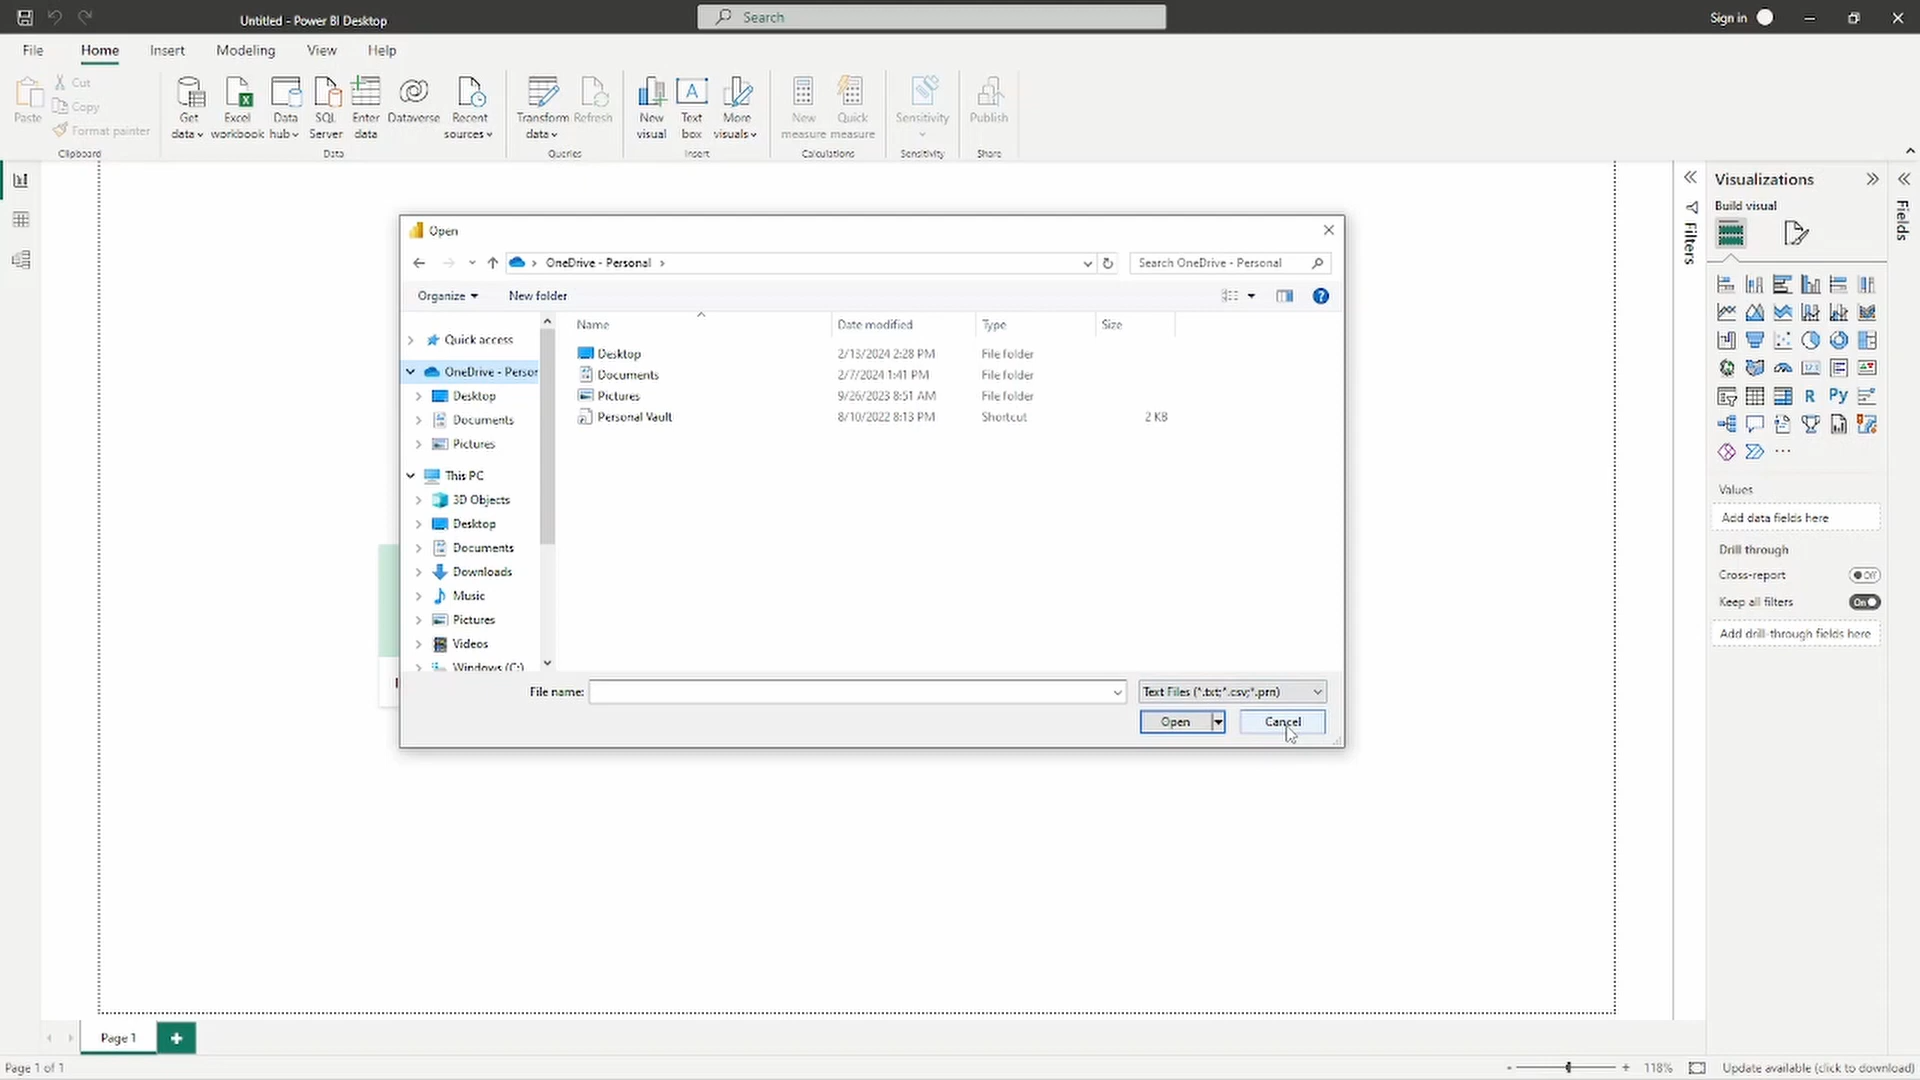 Untitled - Power BI Desktop
Search
Sign in
File
Home
Insert
Modeling
View
Help
Paste
Cut
Copy
Format painter
Clipboard
Get data
Excel workbook
Data hub
SQL Server
Enter data
Dataverse
Recent sources
Data
Transform data
Refresh
Queries
New visual
Text box
More visuals
Insert
New measure
Quick measure
Calculations
Sensitivity
Sensitivity
Publish
Share
Open
OneDrive - Personal
Search OneDrive - Personal
Organize
New folder
Quick access
OneDrive - Person
Desktop
Documents
Pictures
This PC
3D Objects
Desktop
Documents
Downloads
Music
Pictures
Videos
Windows (C:)
Name Date modified Type Size
Desktop 2/13/2024 2:28 PM File folder
Documents 2/7/2024 1:41 PM File folder
Pictures 9/26/2023 8:51 AM File folder
Personal Vault 8/10/2022 8:13 PM Shortcut 2 KB
File name:
Text Files (*.txt;*.csv;*.prn)
Open
Cancel
Filters
Visualizations
Build visual
R
Py
123
Values
Add data fields here
Drill through
Cross-report
Off
Keep all filters
On
Add drill-through fields here
Fields
Page 1
Page 1 of 1
118%
Update available (click to download)